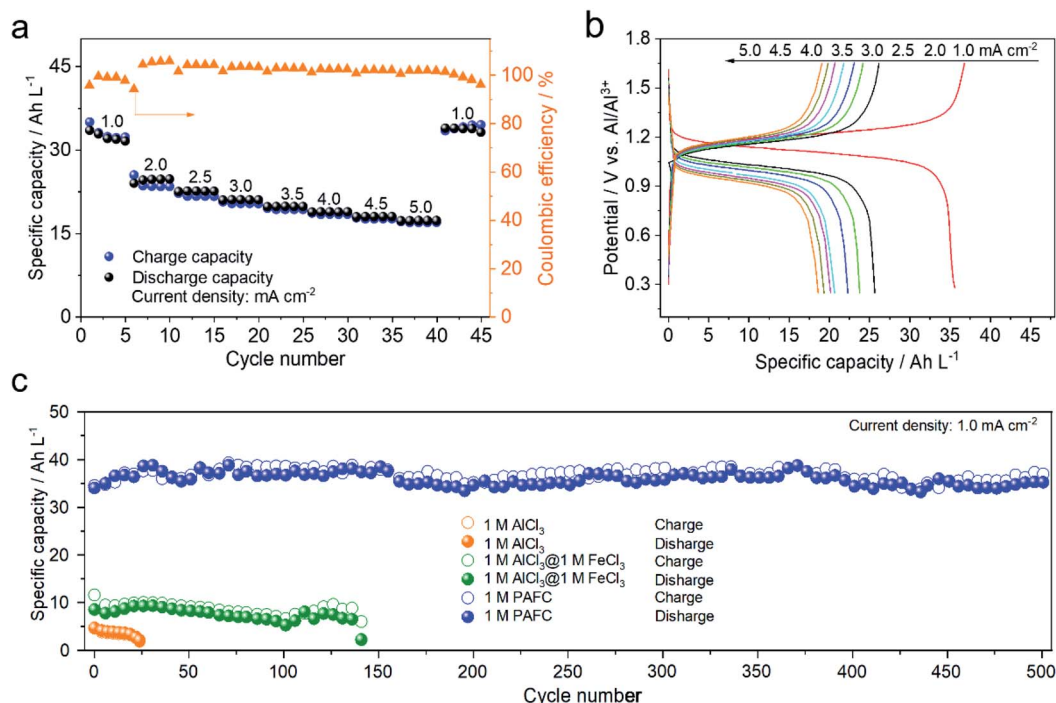 a
Specific capacity / Ah L⁻¹
45
30
15
0
1.0
2.0
2.5
3.0
3.5
4.0
4.5
5.0
1.0
Charge capacity
Discharge capacity
Current density: mA cm⁻²
0 5 10 15 20 25 30 35 40 45
Cycle number
100
80
60
40
20
0
Coulombic efficiency / %
b
Potential / V vs. Al/Al³⁺
1.8
1.5
1.2
0.9
0.6
0.3
5.0 4.5 4.0 3.5 3.0 2.5 2.0 1.0 mA cm⁻²
0 5 10 15 20 25 30 35 40 45
Specific capacity / Ah L⁻¹
c
Specific capacity / Ah L⁻¹
50
40
30
20
10
0
Current density: 1.0 mA cm⁻²
1 M AlCl₃ Charge
1 M AlCl₃ Disharge
1 M AlCl₃@1 M FeCl₃ Charge
1 M AlCl₃@1 M FeCl₃ Disharge
1 M PAFC Charge
1 M PAFC Disharge
0 50 100 150 200 250 300 350 400 450 500
Cycle number